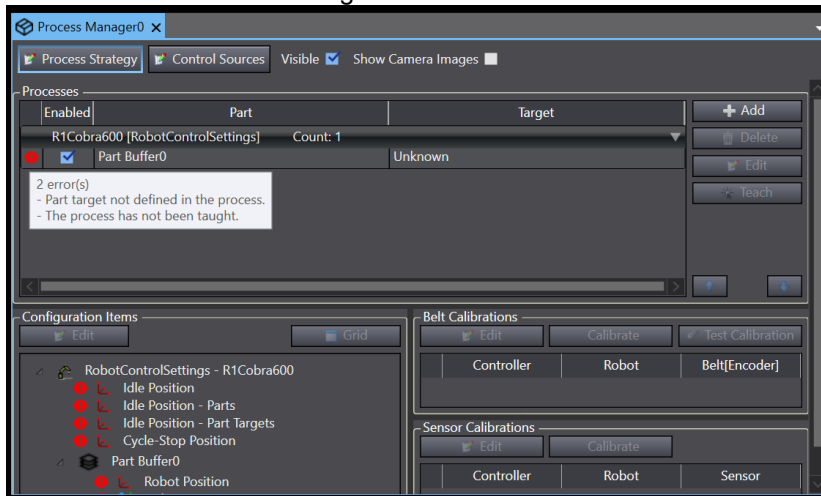 Process Manager0
Process Strategy Control Sources Visible Show Camera Images
Processes
Enabled Part Target
R1Cobra600 [RobotControlSettings] Count: 1
Part Buffer0 Unknown
2 error(s)
- Part target not defined in the process.
- The process has not been taught.
Add
Delete
Edit
Teach
Configuration Items
Edit Grid
RobotControlSettings - R1Cobra600
Idle Position
Idle Position - Parts
Idle Position - Part Targets
Cycle-Stop Position
Part Buffer0
Robot Position
Belt Calibrations
Edit Calibrate Test Calibration
Controller Robot Belt[Encoder]
Sensor Calibrations
Edit Calibrate
Controller Robot Sensor